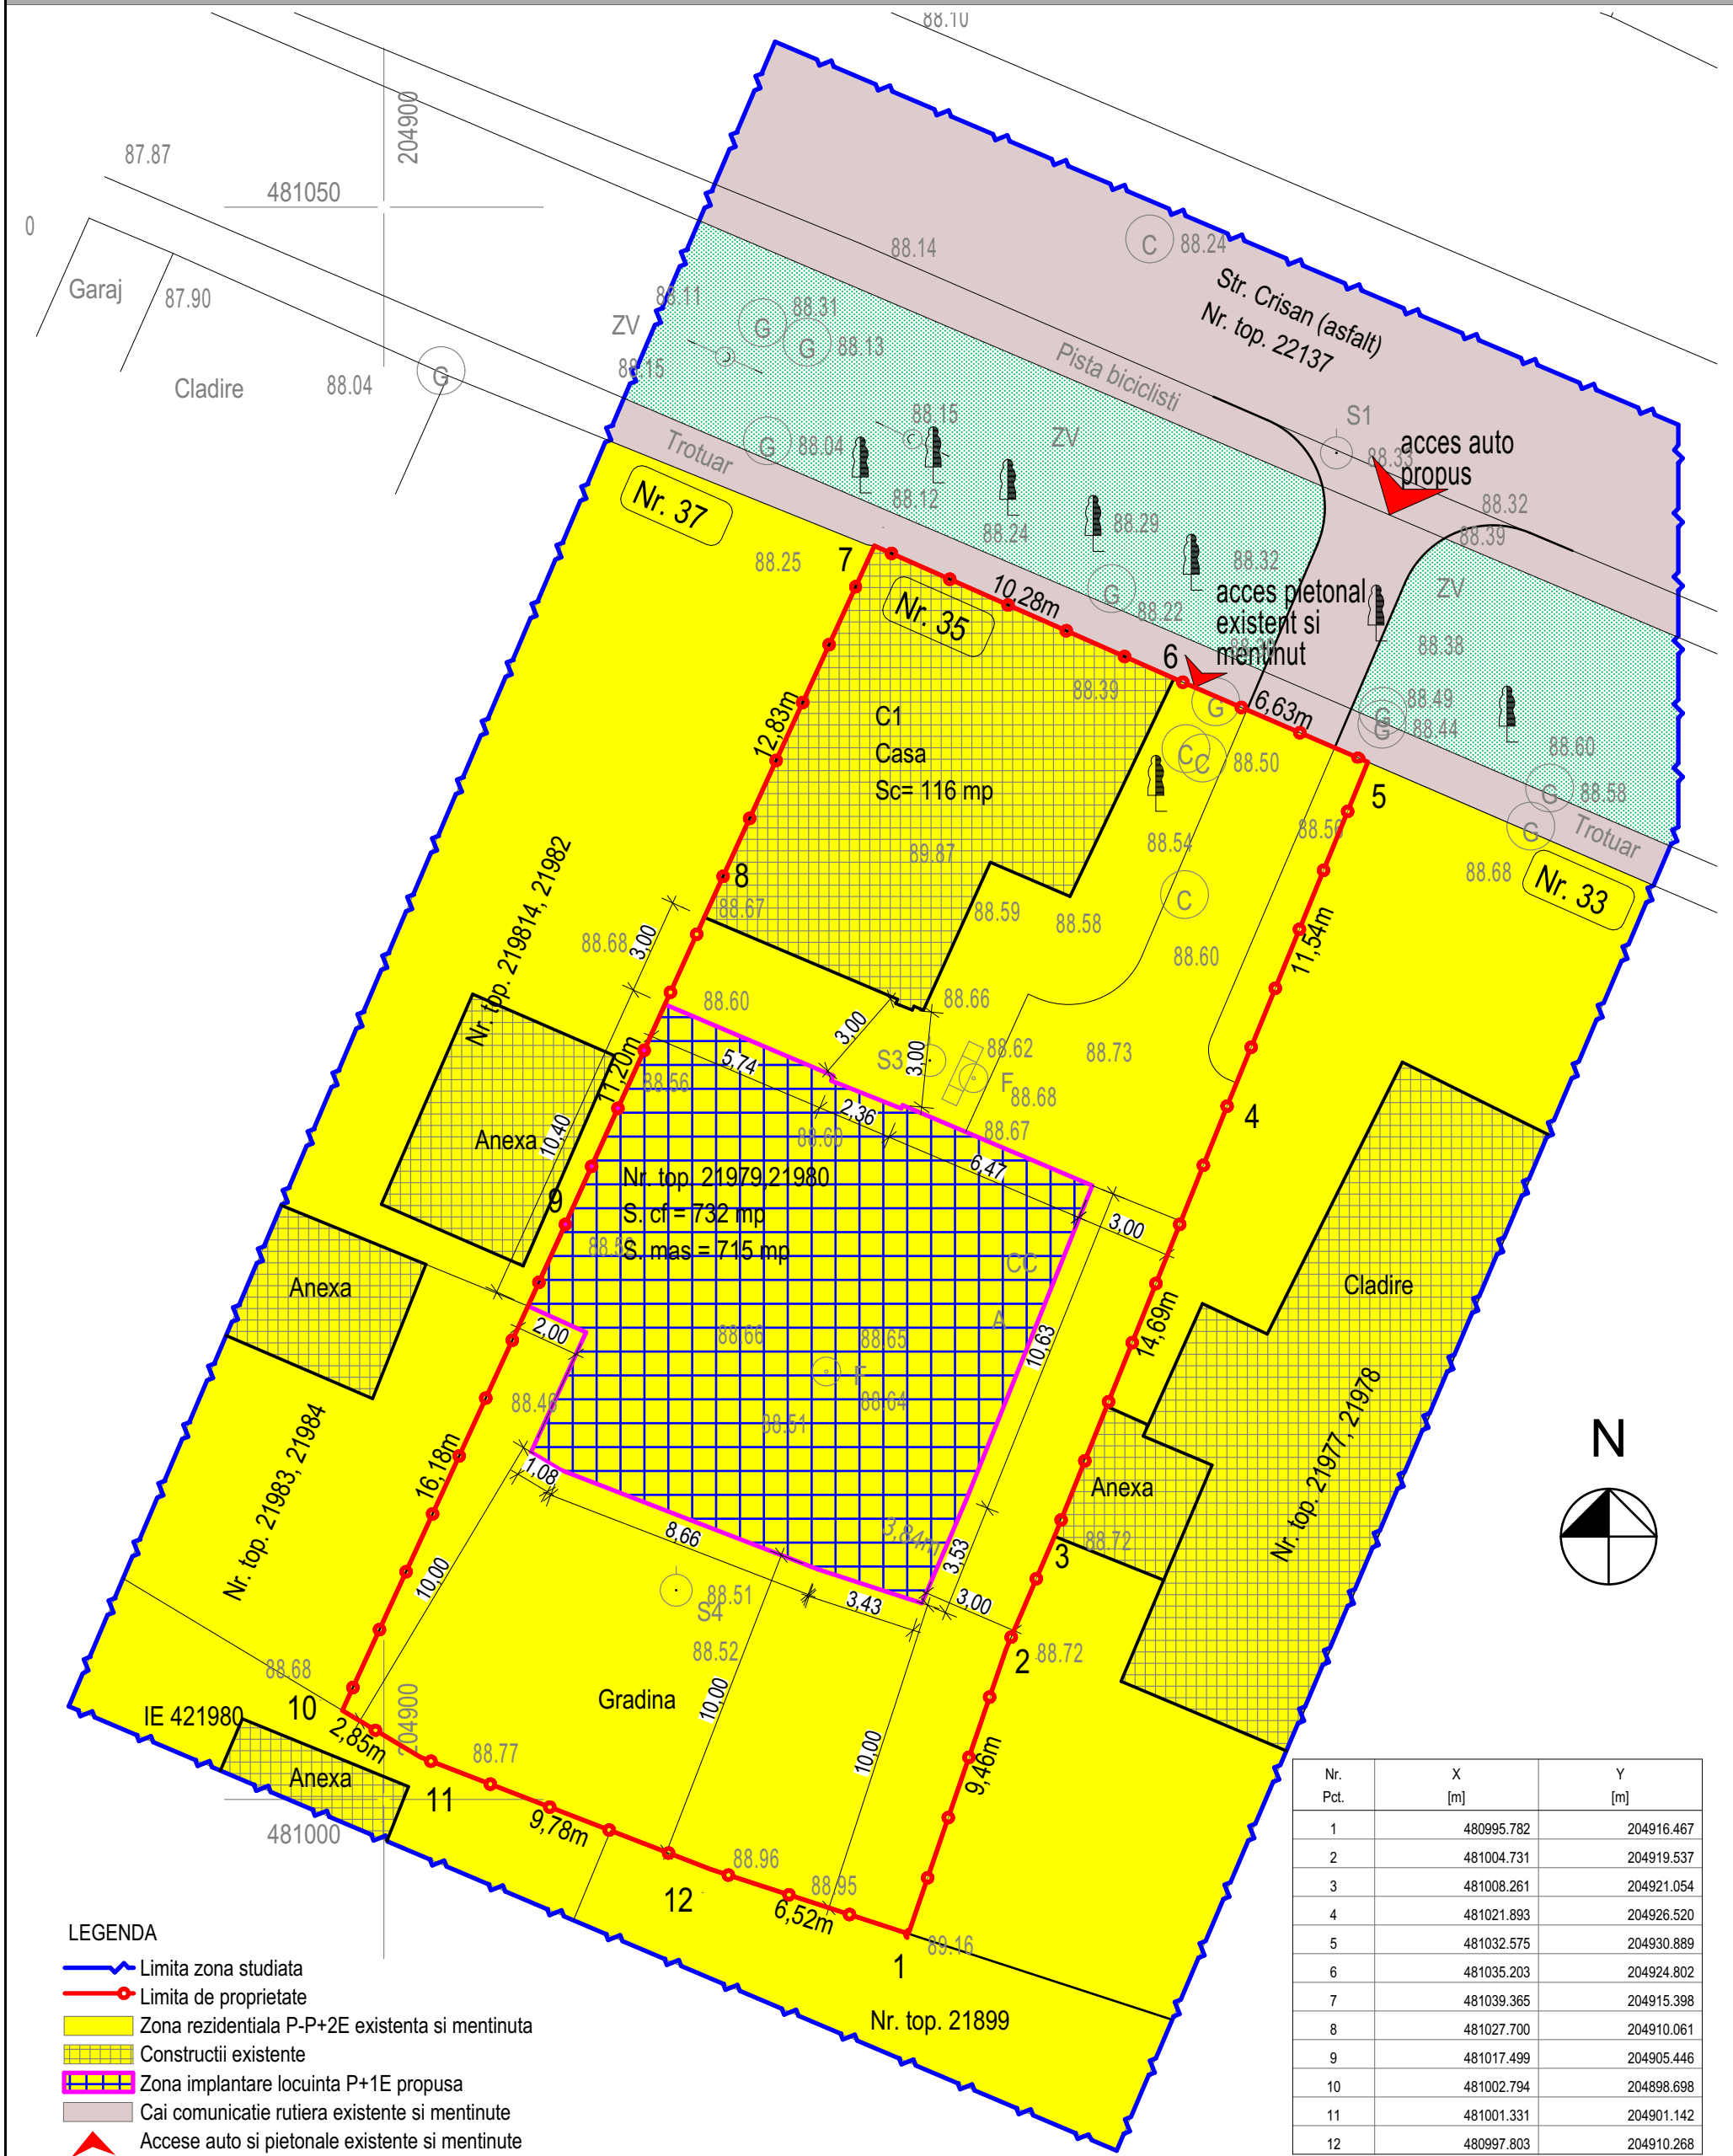 88.10
204900
87.87
481050
0
88.14
C
88.24
Garaj
87.90
Str. Crisan (asfalt)
Nr. top. 22137
88.11
ZV
G
88.31
G
88.13
88.15
Cladire
88.04
G
Pista biciclisti
Trotuar
G
88.04
88.15
ZV
S1
88.33
acces auto
propus
88.12
88.24
88.29
88.32
88.32
88.39
Nr. 37
88.25
7
10,28m
Nr. 35
G
88.22
acces pietonal
existent si
mentinut
ZV
88.38
6
88.39
G
6,63m
G
88.49
G
88.44
88.60
12,83m
C1
Casa
Sc= 116 mp
C
C
88.50
5
G
88.58
G
Trotuar
88.54
88.56
89.87
8
88.67
88.68
Nr. 33
C
88.59
88.58
11,54m
88.68
3,00
Nr. top. 219814, 21982
88.60
88.60
88.66
3,00
3,00
S3
88.62
F
88.68
88.73
5,74
11,20m
88.56
2,36
88.60
88.67
4
Anexa
10,40
6,47
Nr. top. 21979,21980
S. cf = 732 mp
S. mas = 715 mp
9
3,00
CC
Anexa
Cladire
2,00
A
88.66
88.65
10,63
14,69m
F
88.64
88.46
88.61
Nr. top. 21983, 21984
16,18m
1,08
8,66
3,84m
3,53
Anexa
88.72
3
Nr. top. 21977, 21978
N
10,00
S4
88.51
3,43
3,00
88.52
2
88.72
88.68
10
IE 421980
204900
2,85m
Gradina
10,00
10,00
9,46m
88.77
Anexa
11
481000
9,78m
88.96
12
88.95
6,52m
89.16
1
Nr. top. 21899
LEGENDA
Limita zona studiata
Limita de proprietate
Zona rezidentiala P-P+2E existenta si mentinuta
Constructii existente
Zona implantare locuinta P+1E propusa
Cai comunicatie rutiera existente si mentinute
Accese auto si pietonale existente si mentinute
Nr. Pct. X [m] Y [m]
1 480995.782 204916.467
2 481004.731 204919.537
3 481008.261 204921.054
4 481021.893 204926.520
5 481032.575 204930.889
6 481035.203 204924.802
7 481039.365 204915.398
8 481027.700 204910.061
9 481017.499 204905.446
10 481002.794 204898.698
11 481001.331 204901.142
12 480997.803 204910.268